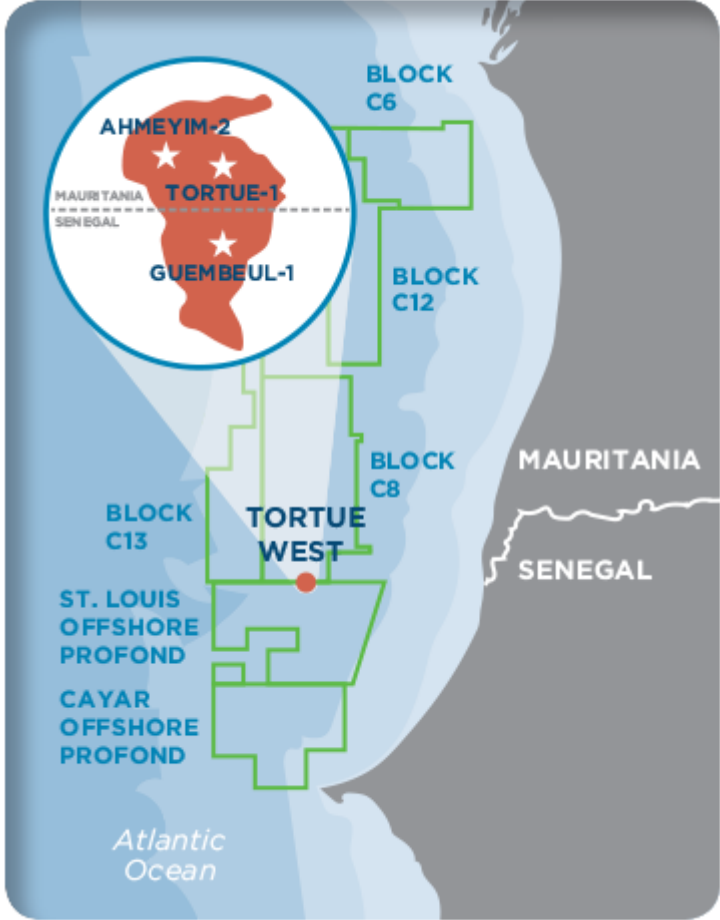 BLOCK
C6
AHMEYIM-2
MAURITANIA
TORTUE-1
SENEGAL
GUEMBEUL-1
BLOCK
C12
BLOCK
C8
MAURITANIA
BLOCK
C13
TORTUE
WEST
SENEGAL
ST. LOUIS
OFFSHORE
PROFOND
CAYAR
OFFSHORE
PROFOND
Atlantic
Ocean